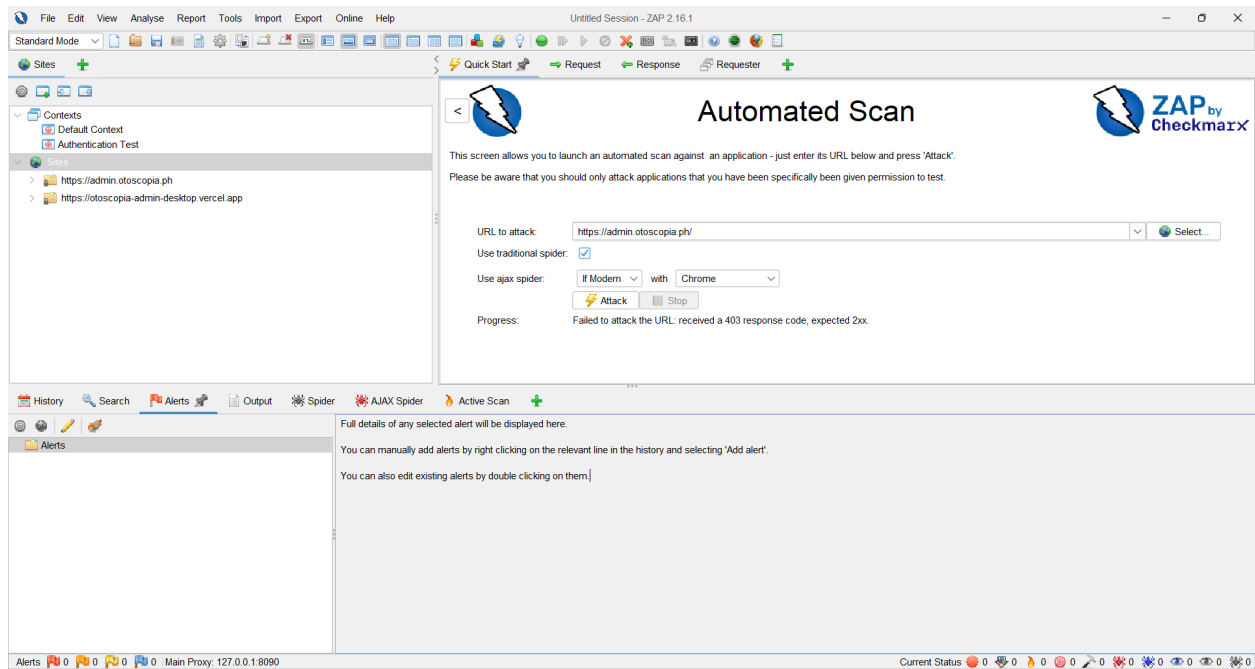 File Edit View Analyse Report Tools Import Export Online Help
Untitled Session - ZAP 2.16.1
Standard Mode
Sites
Quick Start Request Response Requester
Contexts
Default Context
Authentication Test
Sites
https://admin.otoscopia.ph
https://otoscopia-admin-desktop.vercel.app
<
Automated Scan
ZAP by
Checkmarx
This screen allows you to launch an automated scan against an application - just enter its URL below and press 'Attack'.
Please be aware that you should only attack applications that you have been specifically been given permission to test.
URL to attack: https://admin.otoscopia.ph/ Select...
Use traditional spider:
Use ajax spider: If Modern with Chrome
Attack Stop
Progress: Failed to attack the URL: received a 403 response code, expected 2xx.
History Search Alerts Output Spider AJAX Spider Active Scan
Alerts
Full details of any selected alert will be displayed here.
You can manually add alerts by right clicking on the relevant line in the history and selecting 'Add alert'.
You can also edit existing alerts by double clicking on them.
Alerts 0 0 0 0 Main Proxy: 127.0.0.1:8090
Current Status 0 0 0 0 0 0 0 0 0 0